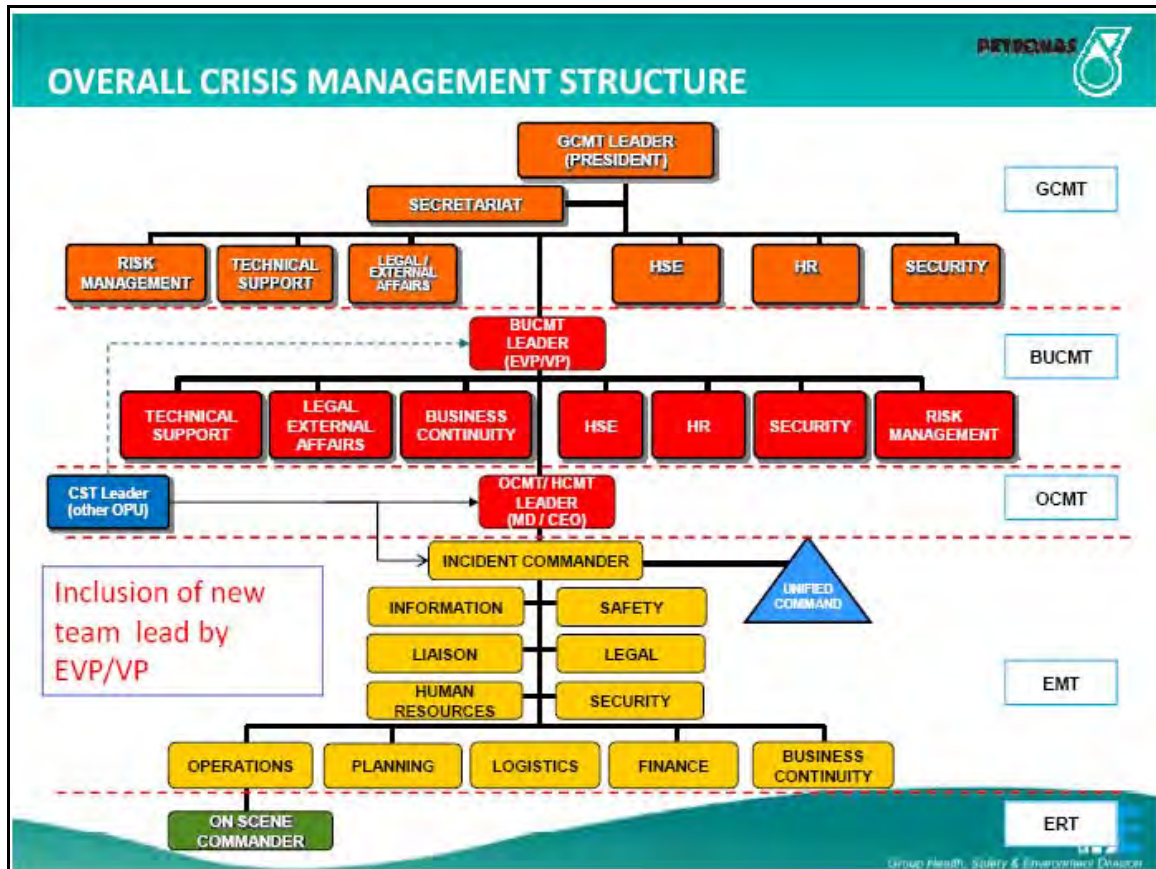 PETRONAS
OVERALL CRISIS MANAGEMENT STRUCTURE
GCMT LEADER
(PRESIDENT)
GCMT
SECRETARIAT
RISK
MANAGEMENT
TECHNICAL
SUPPORT
LEGAL /
EXTERNAL
AFFAIRS
HSE
HR
SECURITY
BUCMT
LEADER
(EVP/VP)
BUCMT
TECHNICAL
SUPPORT
LEGAL
EXTERNAL
AFFAIRS
BUSINESS
CONTINUITY
HSE
HR
SECURITY
RISK
MANAGEMENT
CST Leader
(other OPU)
OCMT/ HCMT
LEADER
(MD / CEO)
OCMT
INCIDENT COMMANDER
UNIFIED
COMMAND
Inclusion of new
team lead by
EVP/VP
INFORMATION
SAFETY
LIAISON
LEGAL
HUMAN
RESOURCES
SECURITY
EMT
OPERATIONS
PLANNING
LOGISTICS
FINANCE
BUSINESS
CONTINUITY
ON SCENE
COMMANDER
ERT
Group Health, Safety & Environment Division